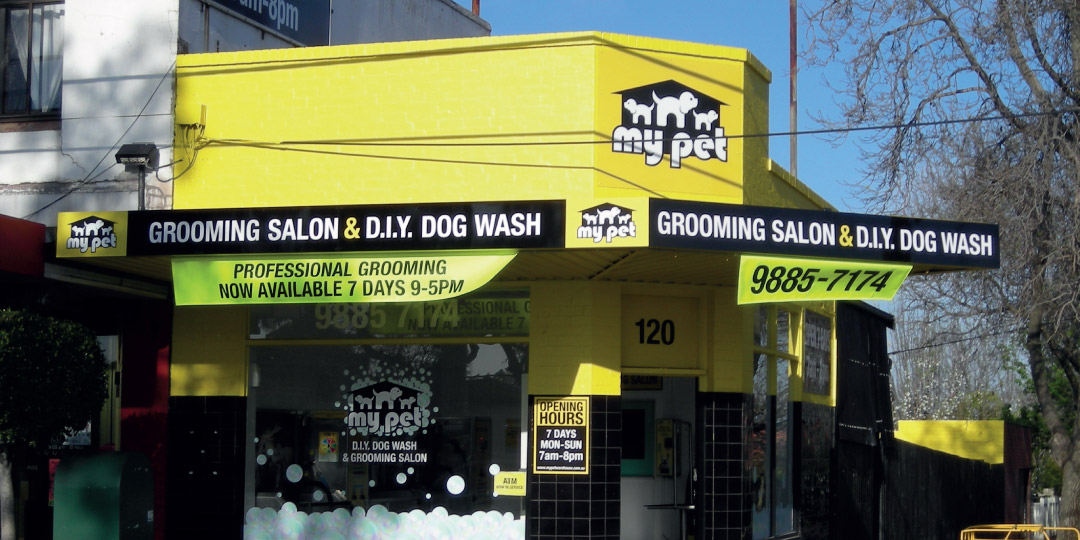 m-8pm
my pet
my pet
GROOMING SALON & D.I.Y. DOG WASH
my pet
GROOMING SALON & D.I.Y. DOG WASH
PROFESSIONAL GROOMING
NOW AVAILABLE 7 DAYS 9-5PM
9885-7174
120
my pet
D.I.Y. DOG WASH
& GROOMING SALON
OPENING
HOURS
7 DAYS
MON-SUN
7am-8pm
ATM